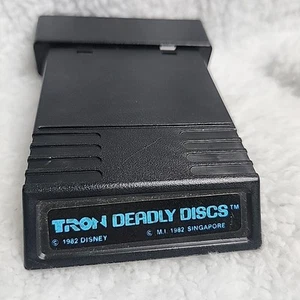 TRON DEADLY DISCS™
© 1982 DISNEY © M.I. 1982 SINGAPORE